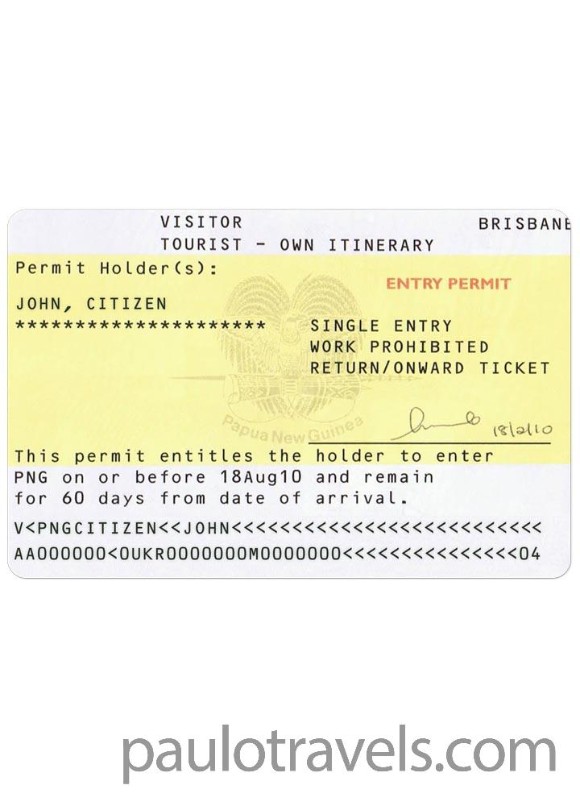 VISITOR BRISBANE
TOURIST - OWN ITINERARY
Permit Holder(s):
ENTRY PERMIT
JOHN, CITIZEN
*********************
SINGLE ENTRY
WORK PROHIBITED
RETURN/ONWARD TICKET
Papua New Guinea
18/2/10
This permit entitles the holder to enter
PNG on or before 18Aug10 and remain
for 60 days from date of arrival.
V<PNGCITIZEN<<JOHN<<<<<<<<<<<<<<<<<<<<<<<<<<
AA000000<0UKR0000000M0000000<<<<<<<<<<<<<<04
paulotravels.com